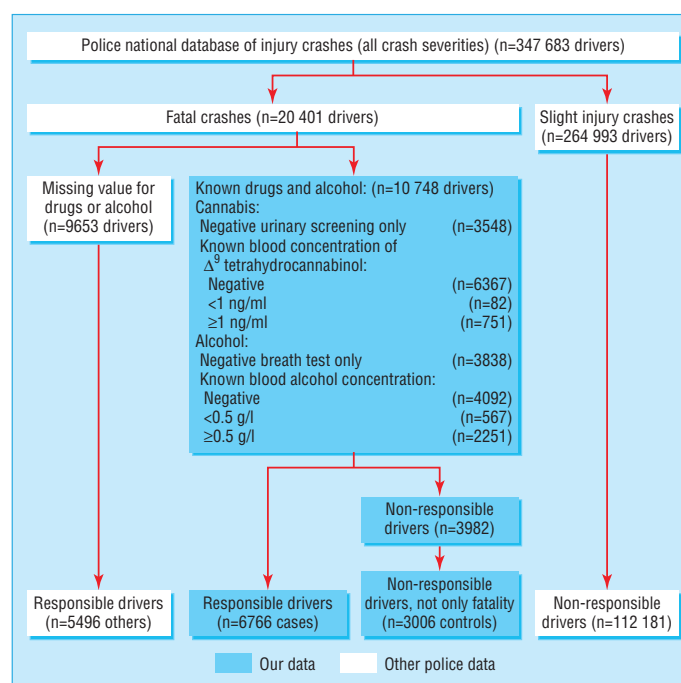 Police national database of injury crashes (all crash severities) (n=347 683 drivers)
Fatal crashes (n=20 401 drivers)
Slight injury crashes
(n=264 993 drivers)
Missing value for
drugs or alcohol
(n=9653 drivers)
Known drugs and alcohol: (n=10 748 drivers)
Cannabis:
Negative urinary screening only (n=3548)
Known blood concentration of
Δ⁹ tetrahydrocannabinol:
Negative (n=6367)
<1 ng/ml (n=82)
≥1 ng/ml (n=751)
Alcohol:
Negative breath test only (n=3838)
Known blood alcohol concentration:
Negative (n=4092)
<0.5 g/l (n=567)
≥0.5 g/l (n=2251)
Non-responsible
drivers (n=3982)
Responsible drivers
(n=5496 others)
Responsible drivers
(n=6766 cases)
Non-responsible
drivers, not only fatality
(n=3006 controls)
Non-responsible
drivers (n=112 181)
Our data
Other police data